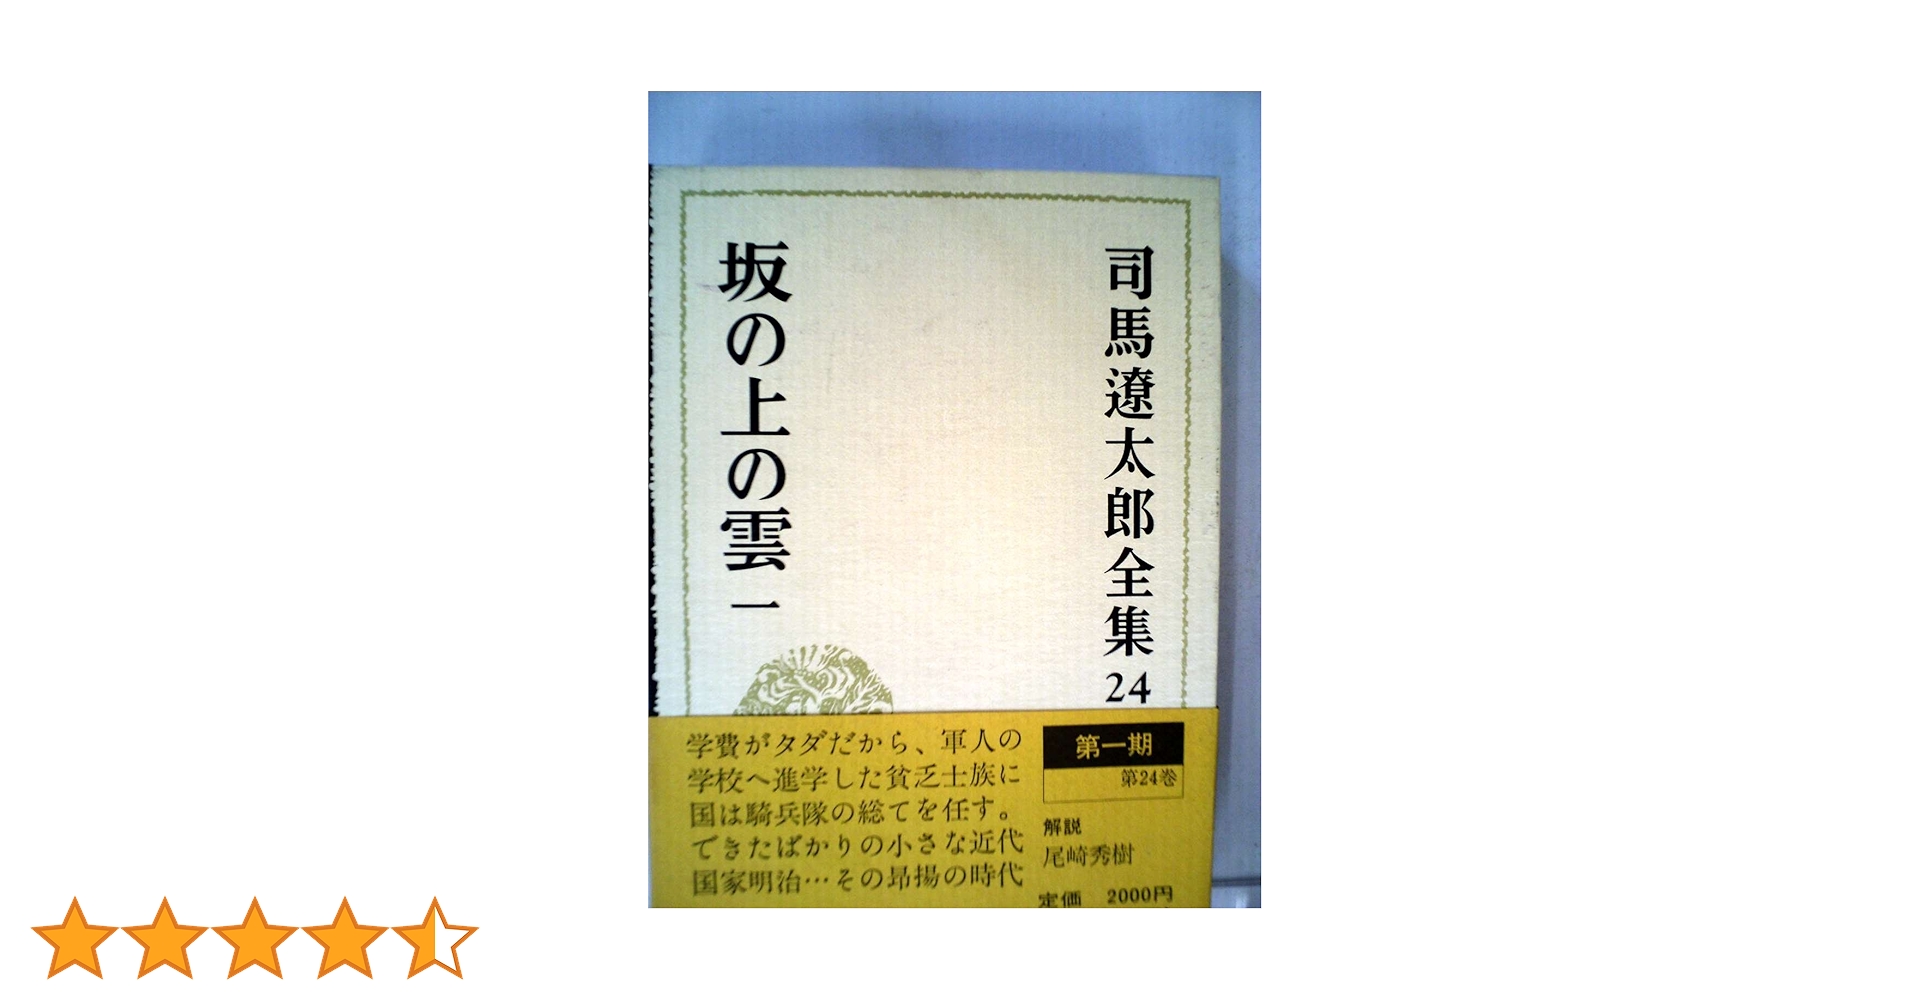 司馬遼太郎全集24
坂の上の雲 一
学費がタダだから、軍人の
学校へ進学した貧乏士族に
国は騎兵隊の総てを任す。
できたばかりの小さな近代
国家明治…その昂揚の時代
第一期
第24巻
解説
尾崎秀樹
定価 2000円